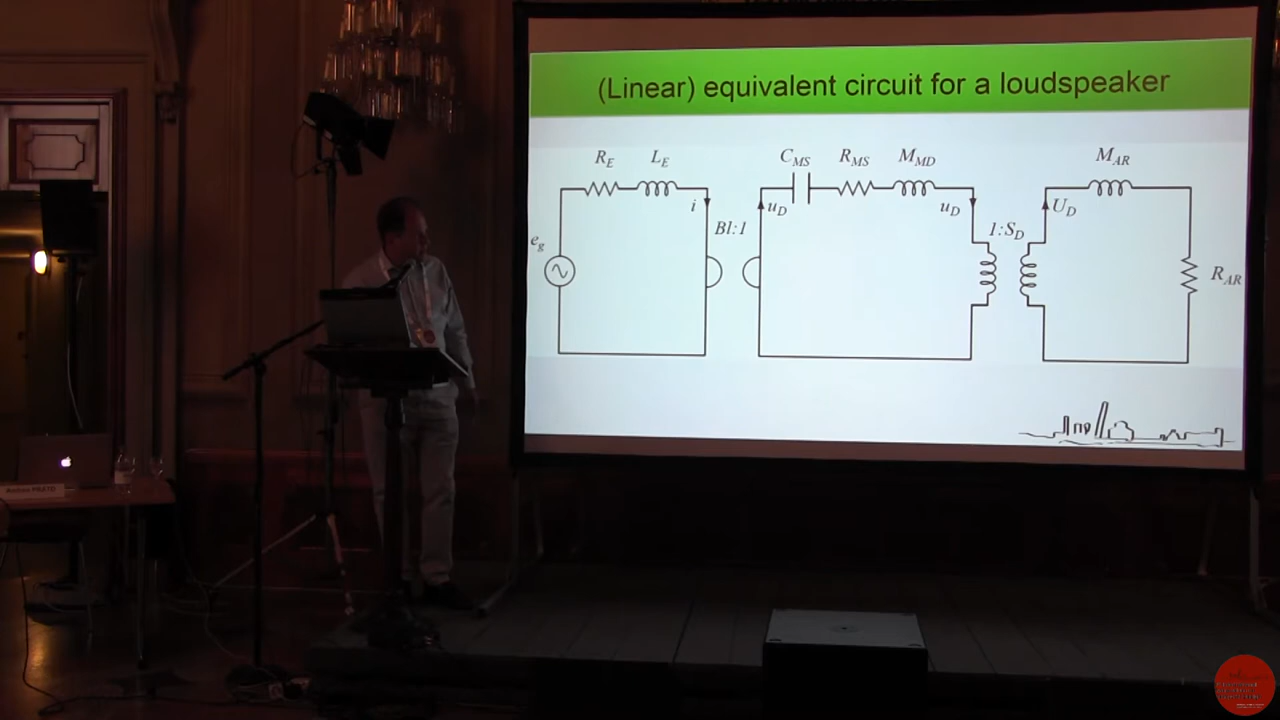 (Linear) equivalent circuit for a loudspeaker
R_E L_E C_MS R_MS M_MD M_AR
i u_D u_D U_D
Bl:1 1:S_D
e_g
R_AR